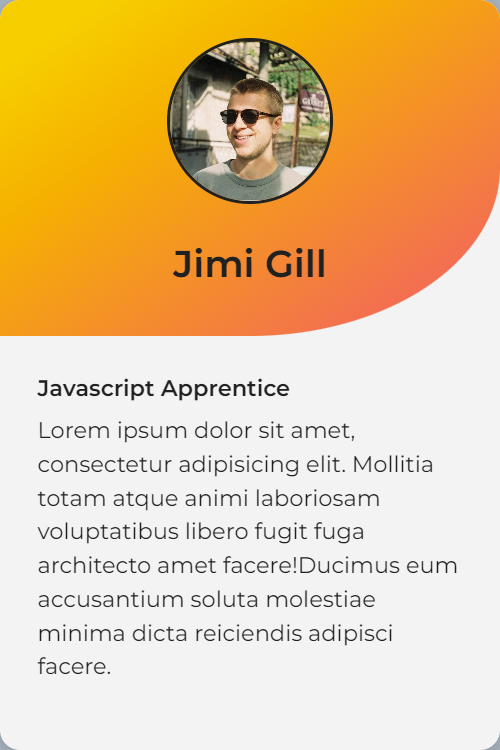 Jimi Gill
Javascript Apprentice
Lorem ipsum dolor sit amet,
consectetur adipisicing elit. Mollitia
totam atque animi laboriosam
voluptatibus libero fugit fuga
architecto amet facere!Ducimus eum
accusantium soluta molestiae
minima dicta reiciendis adipisci
facere.